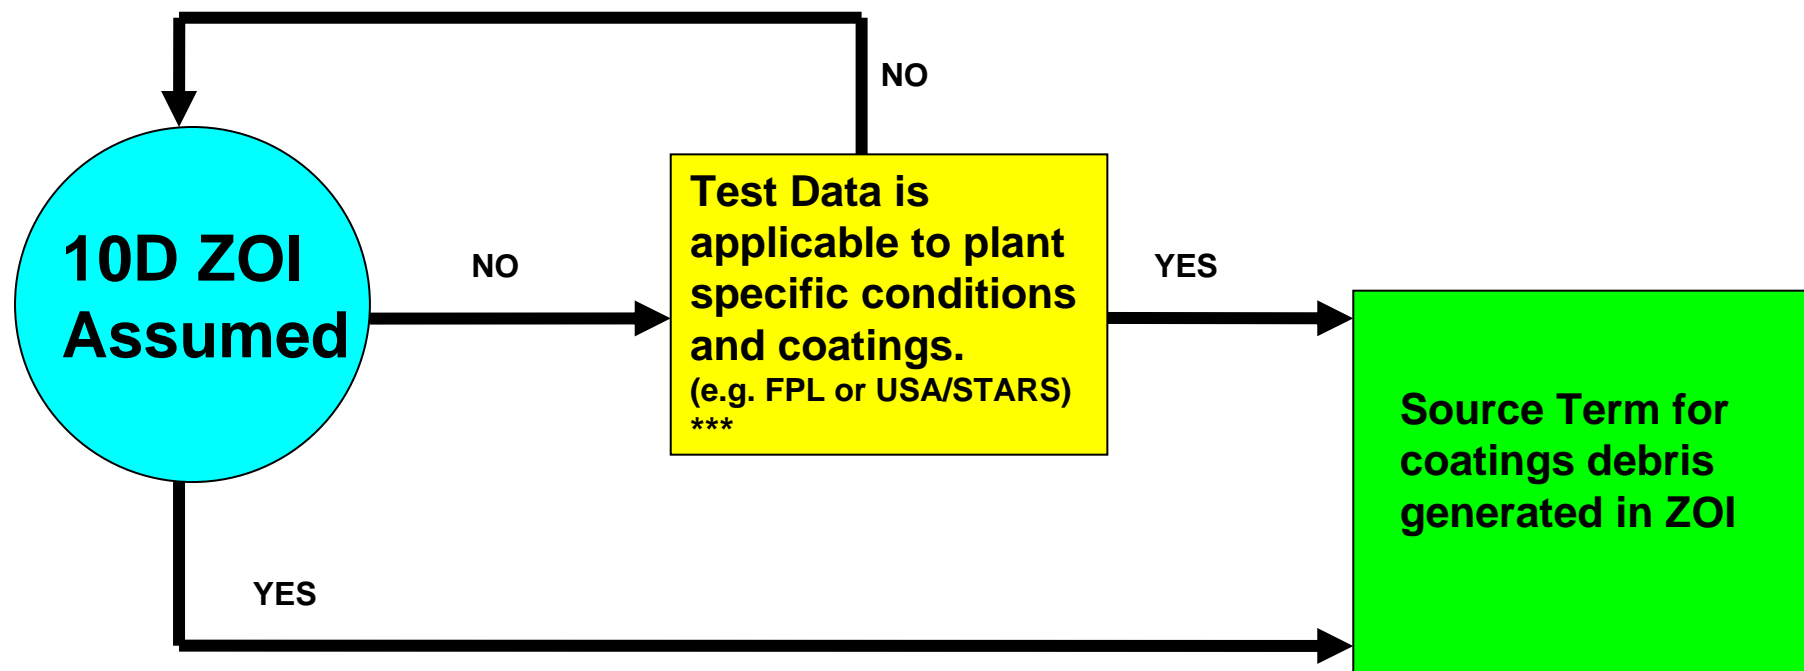 NO
10D ZOI
Assumed
NO
Test Data is
applicable to plant
specific conditions
and coatings.
(e.g. FPL or USA/STARS)
***
YES
Source Term for
coatings debris
generated in ZOI
YES